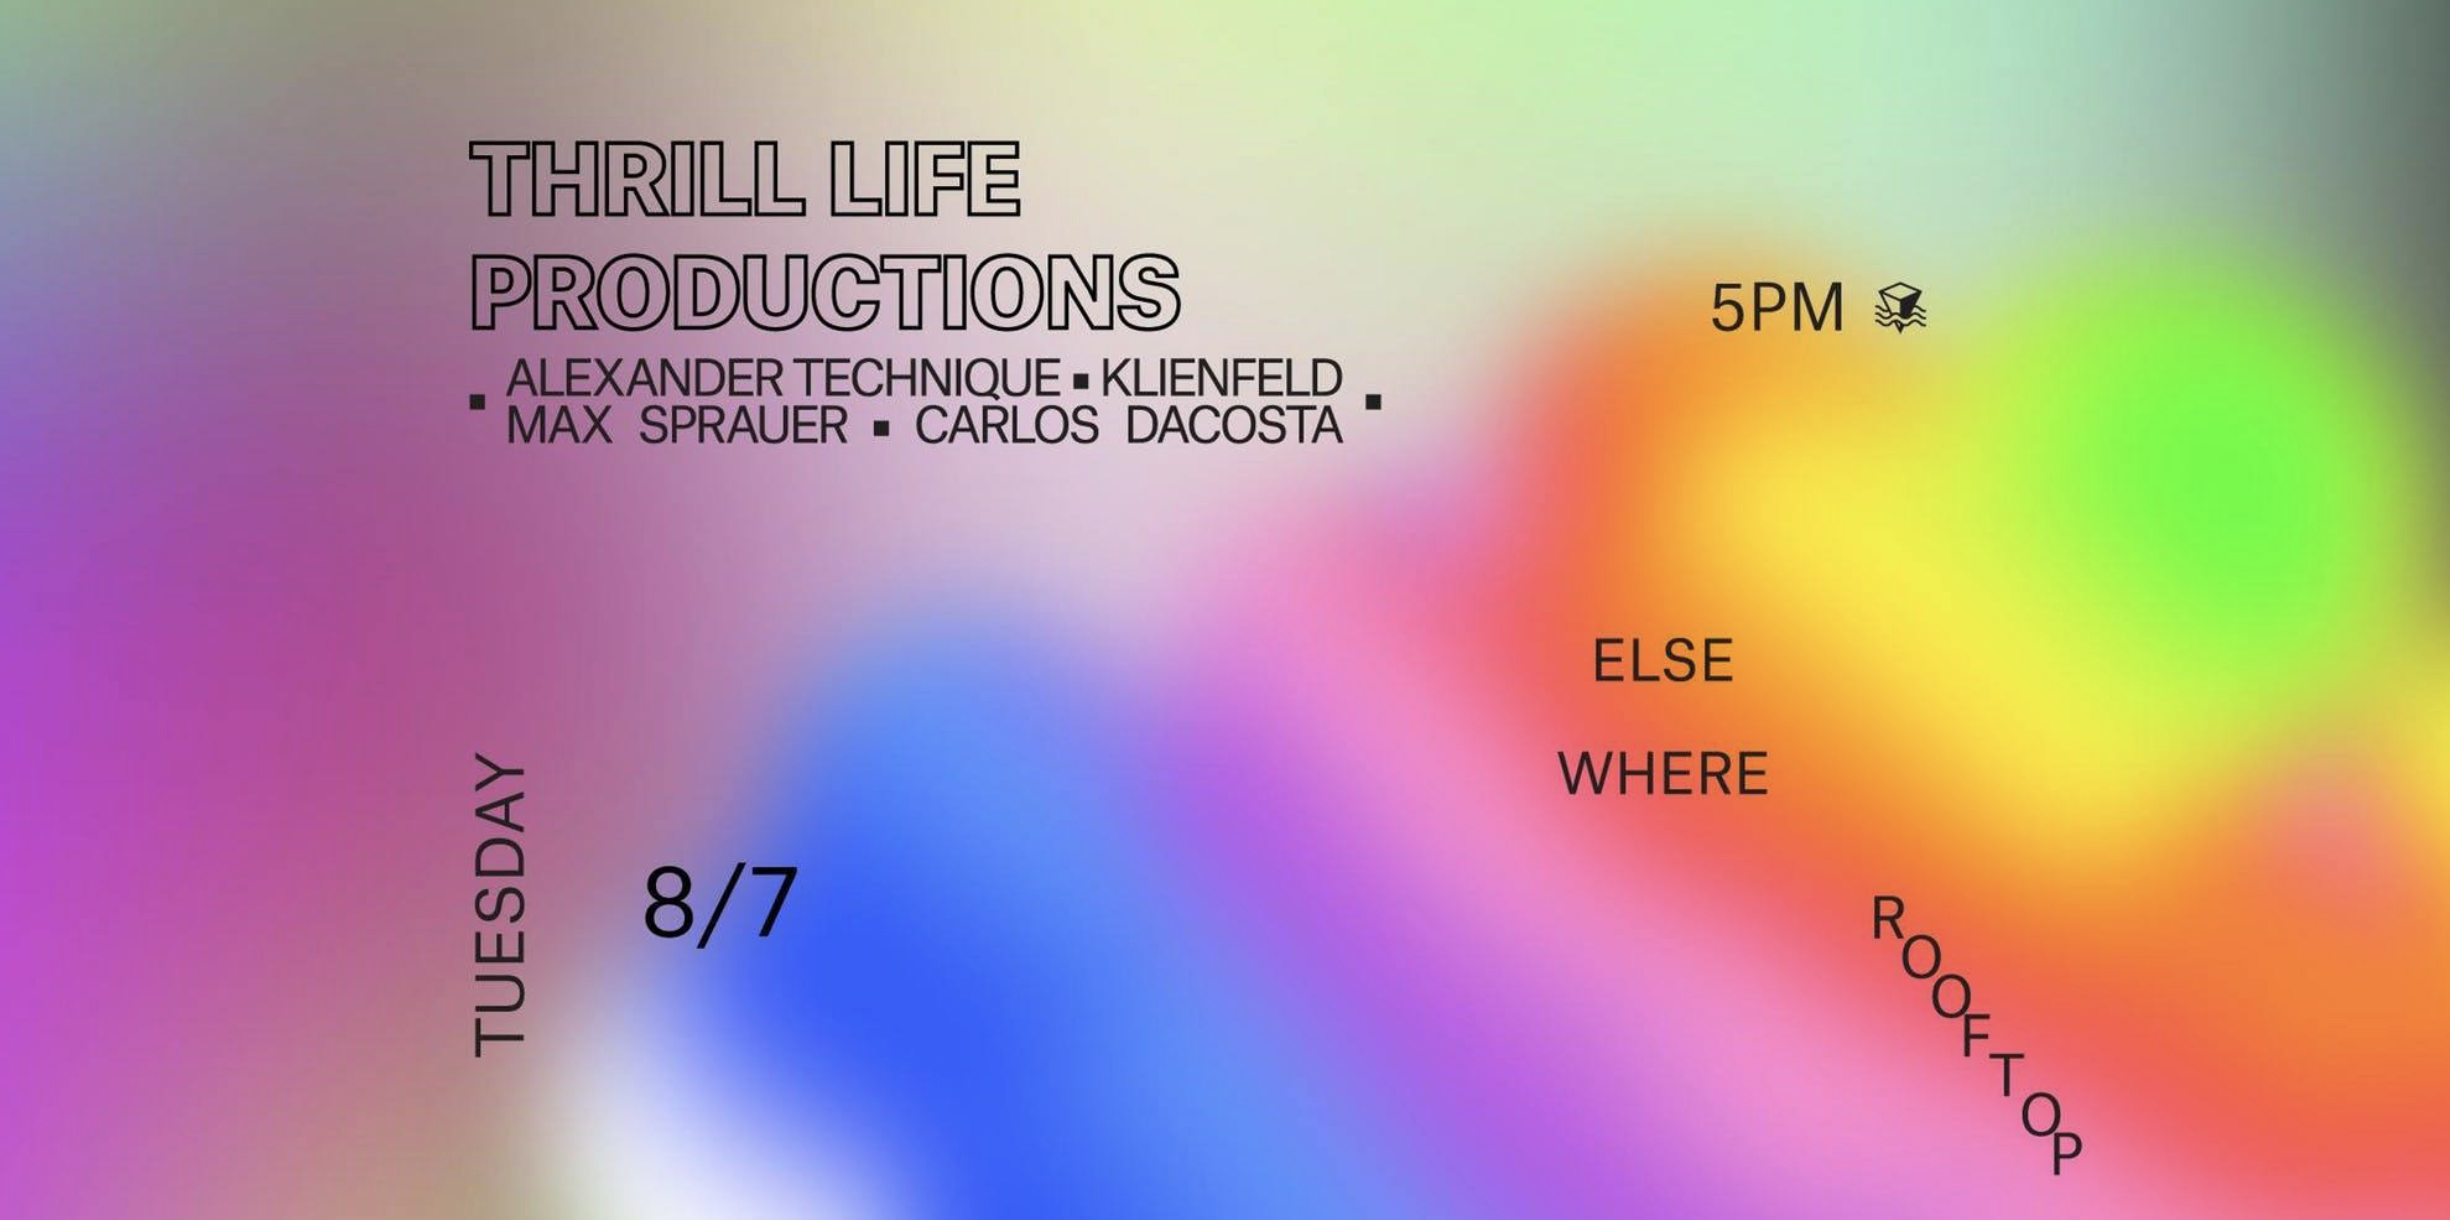 THRILL LIFE
PRODUCTIONS
▪ ALEXANDER TECHNIQUE ▪ KLIENFELD
MAX SPRAUER ▪ CARLOS DACOSTA ▪
5PM
ELSE
WHERE
TUESDAY
8/7
ROOFTOP